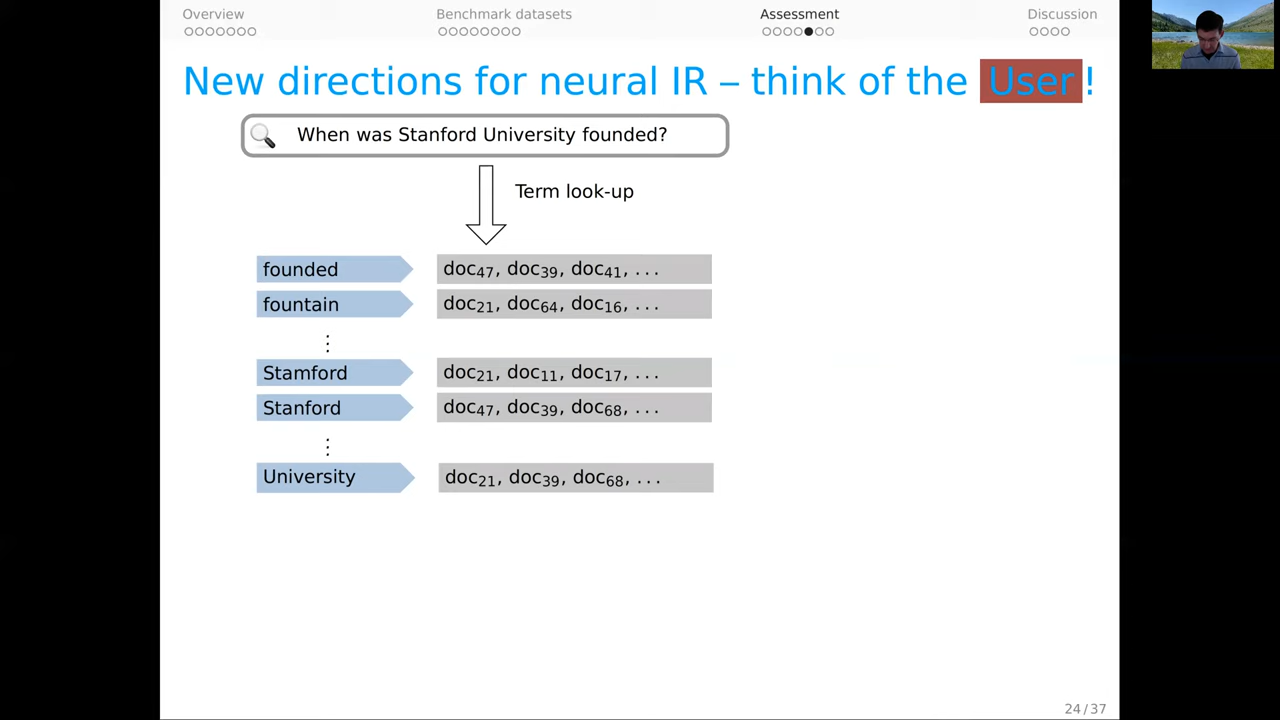 Overview Benchmark datasets Assessment Discussion
New directions for neural IR – think of the User!
When was Stanford University founded?
Term look-up
founded doc47, doc39, doc41, ...
fountain doc21, doc64, doc16, ...
⋮
Stamford doc21, doc11, doc17, ...
Stanford doc47, doc39, doc68, ...
⋮
University doc21, doc39, doc68, ...
24 / 37